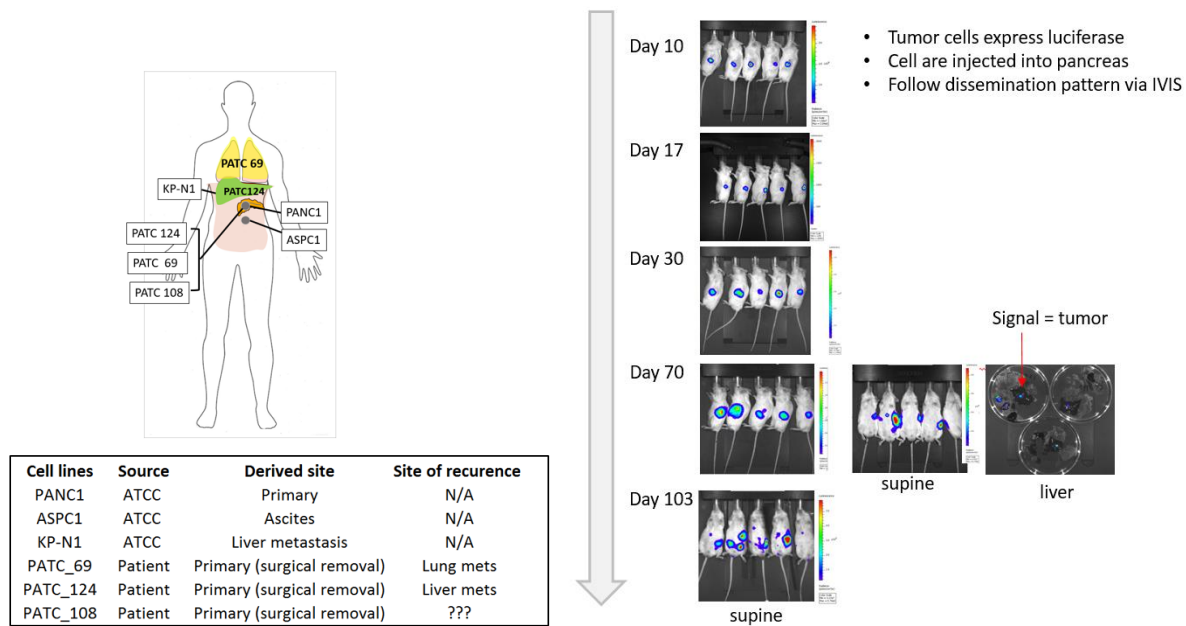 PATC 69
KP-N1
PATC124
PANC1
PATC 124
ASPC1
PATC 69
PATC 108
Cell lines Source Derived site Site of recurence
PANC1 ATCC Primary N/A
ASPC1 ATCC Ascites N/A
KP-N1 ATCC Liver metastasis N/A
PATC_69 Patient Primary (surgical removal) Lung mets
PATC_124 Patient Primary (surgical removal) Liver mets
PATC_108 Patient Primary (surgical removal) ???
Day 10
Day 17
Day 30
Day 70
Day 103
supine
• Tumor cells express luciferase
• Cell are injected into pancreas
• Follow dissemination pattern via IVIS
Signal = tumor
supine
liver